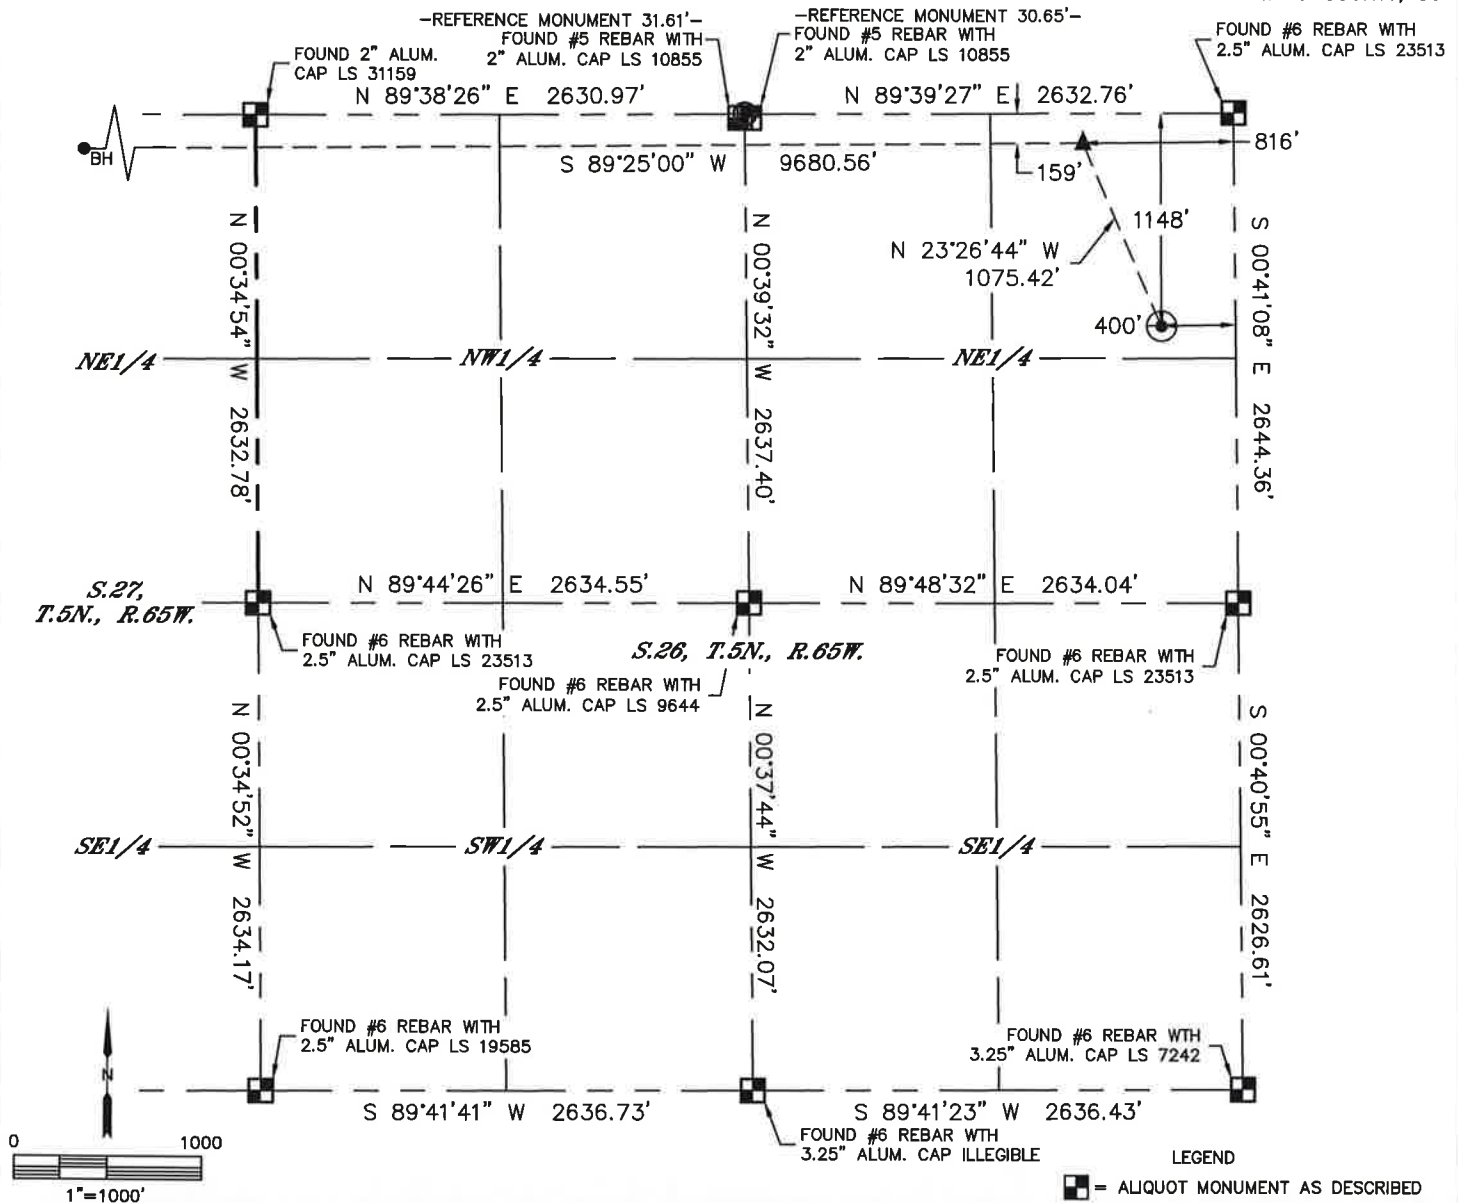 -REFERENCE MONUMENT 31.61'-
FOUND #5 REBAR WITH
2" ALUM. CAP LS 10855
-REFERENCE MONUMENT 30.65'-
FOUND #5 REBAR WITH
2" ALUM. CAP LS 10855
FOUND #6 REBAR WITH
2.5" ALUM. CAP LS 23513
FOUND 2" ALUM.
CAP LS 31159
N 89°38'26" E 2630.97'
N 89°39'27" E 2632.76'
BH
S 89°25'00" W 9680.56'
159'
816'
1148'
N 23°26'44" W
1075.42'
400'
N 00°34'54" W 2632.78'
N 00°39'32" W 2637.40'
S 00°41'08" E 2644.36'
NE1/4
NW1/4
NE1/4
N 89°44'26" E 2634.55'
N 89°48'32" E 2634.04'
S.27,
T.5N., R.65W.
FOUND #6 REBAR WITH
2.5" ALUM. CAP LS 23513
S.26, T.5N., R.65W.
FOUND #6 REBAR WITH
2.5" ALUM. CAP LS 9644
FOUND #6 REBAR WITH
2.5" ALUM. CAP LS 23513
N 00°34'52" W 2634.17'
N 00°37'44" W 2632.07'
S 00°40'55" E 2626.61'
SE1/4
SW1/4
SE1/4
FOUND #6 REBAR WITH
2.5" ALUM. CAP LS 19585
FOUND #6 REBAR WTH
3.25" ALUM. CAP LS 7242
N
S 89°41'41" W 2636.73'
S 89°41'23" W 2636.43'
FOUND #6 REBAR WTH
3.25" ALUM. CAP ILLEGIBLE
0 1000
1"=1000'
LEGEND
= ALIQUOT MONUMENT AS DESCRIBED